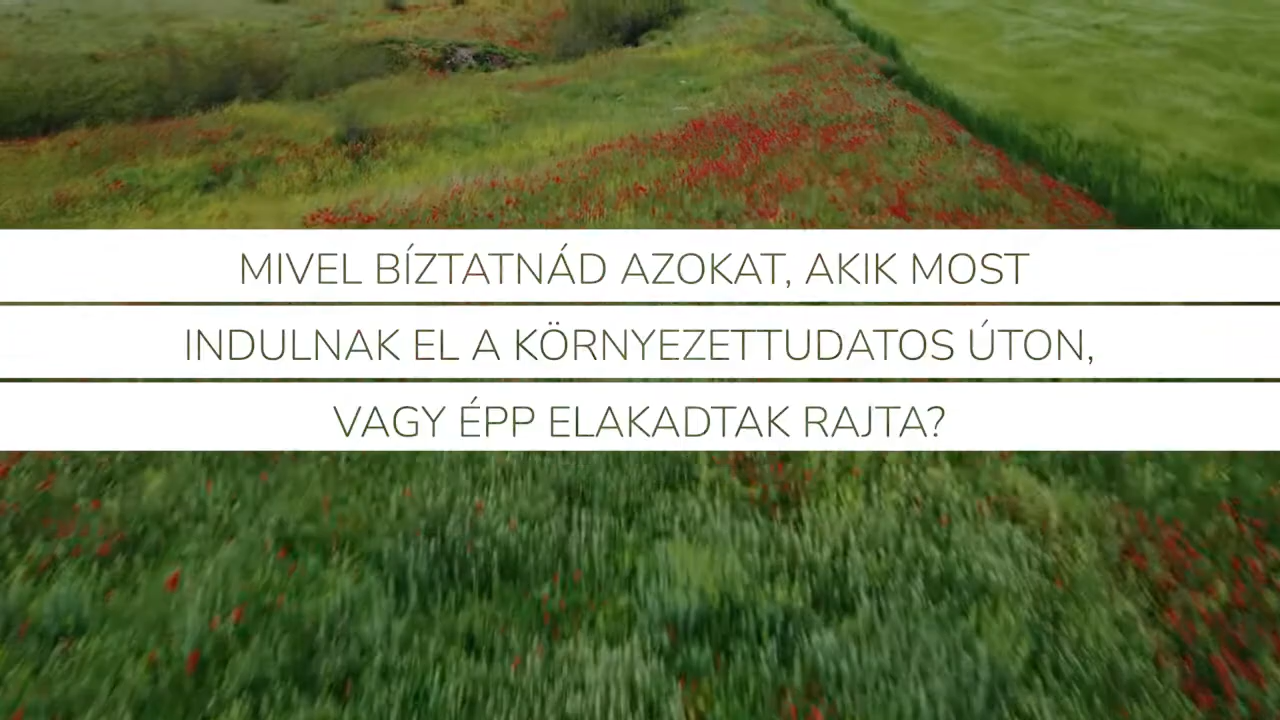 MIVEL BÍZTATNÁD AZOKAT, AKIK MOST
INDULNAK EL A KÖRNYEZETTUDATOS ÚTON,
VAGY ÉPP ELAKADTAK RAJTA?